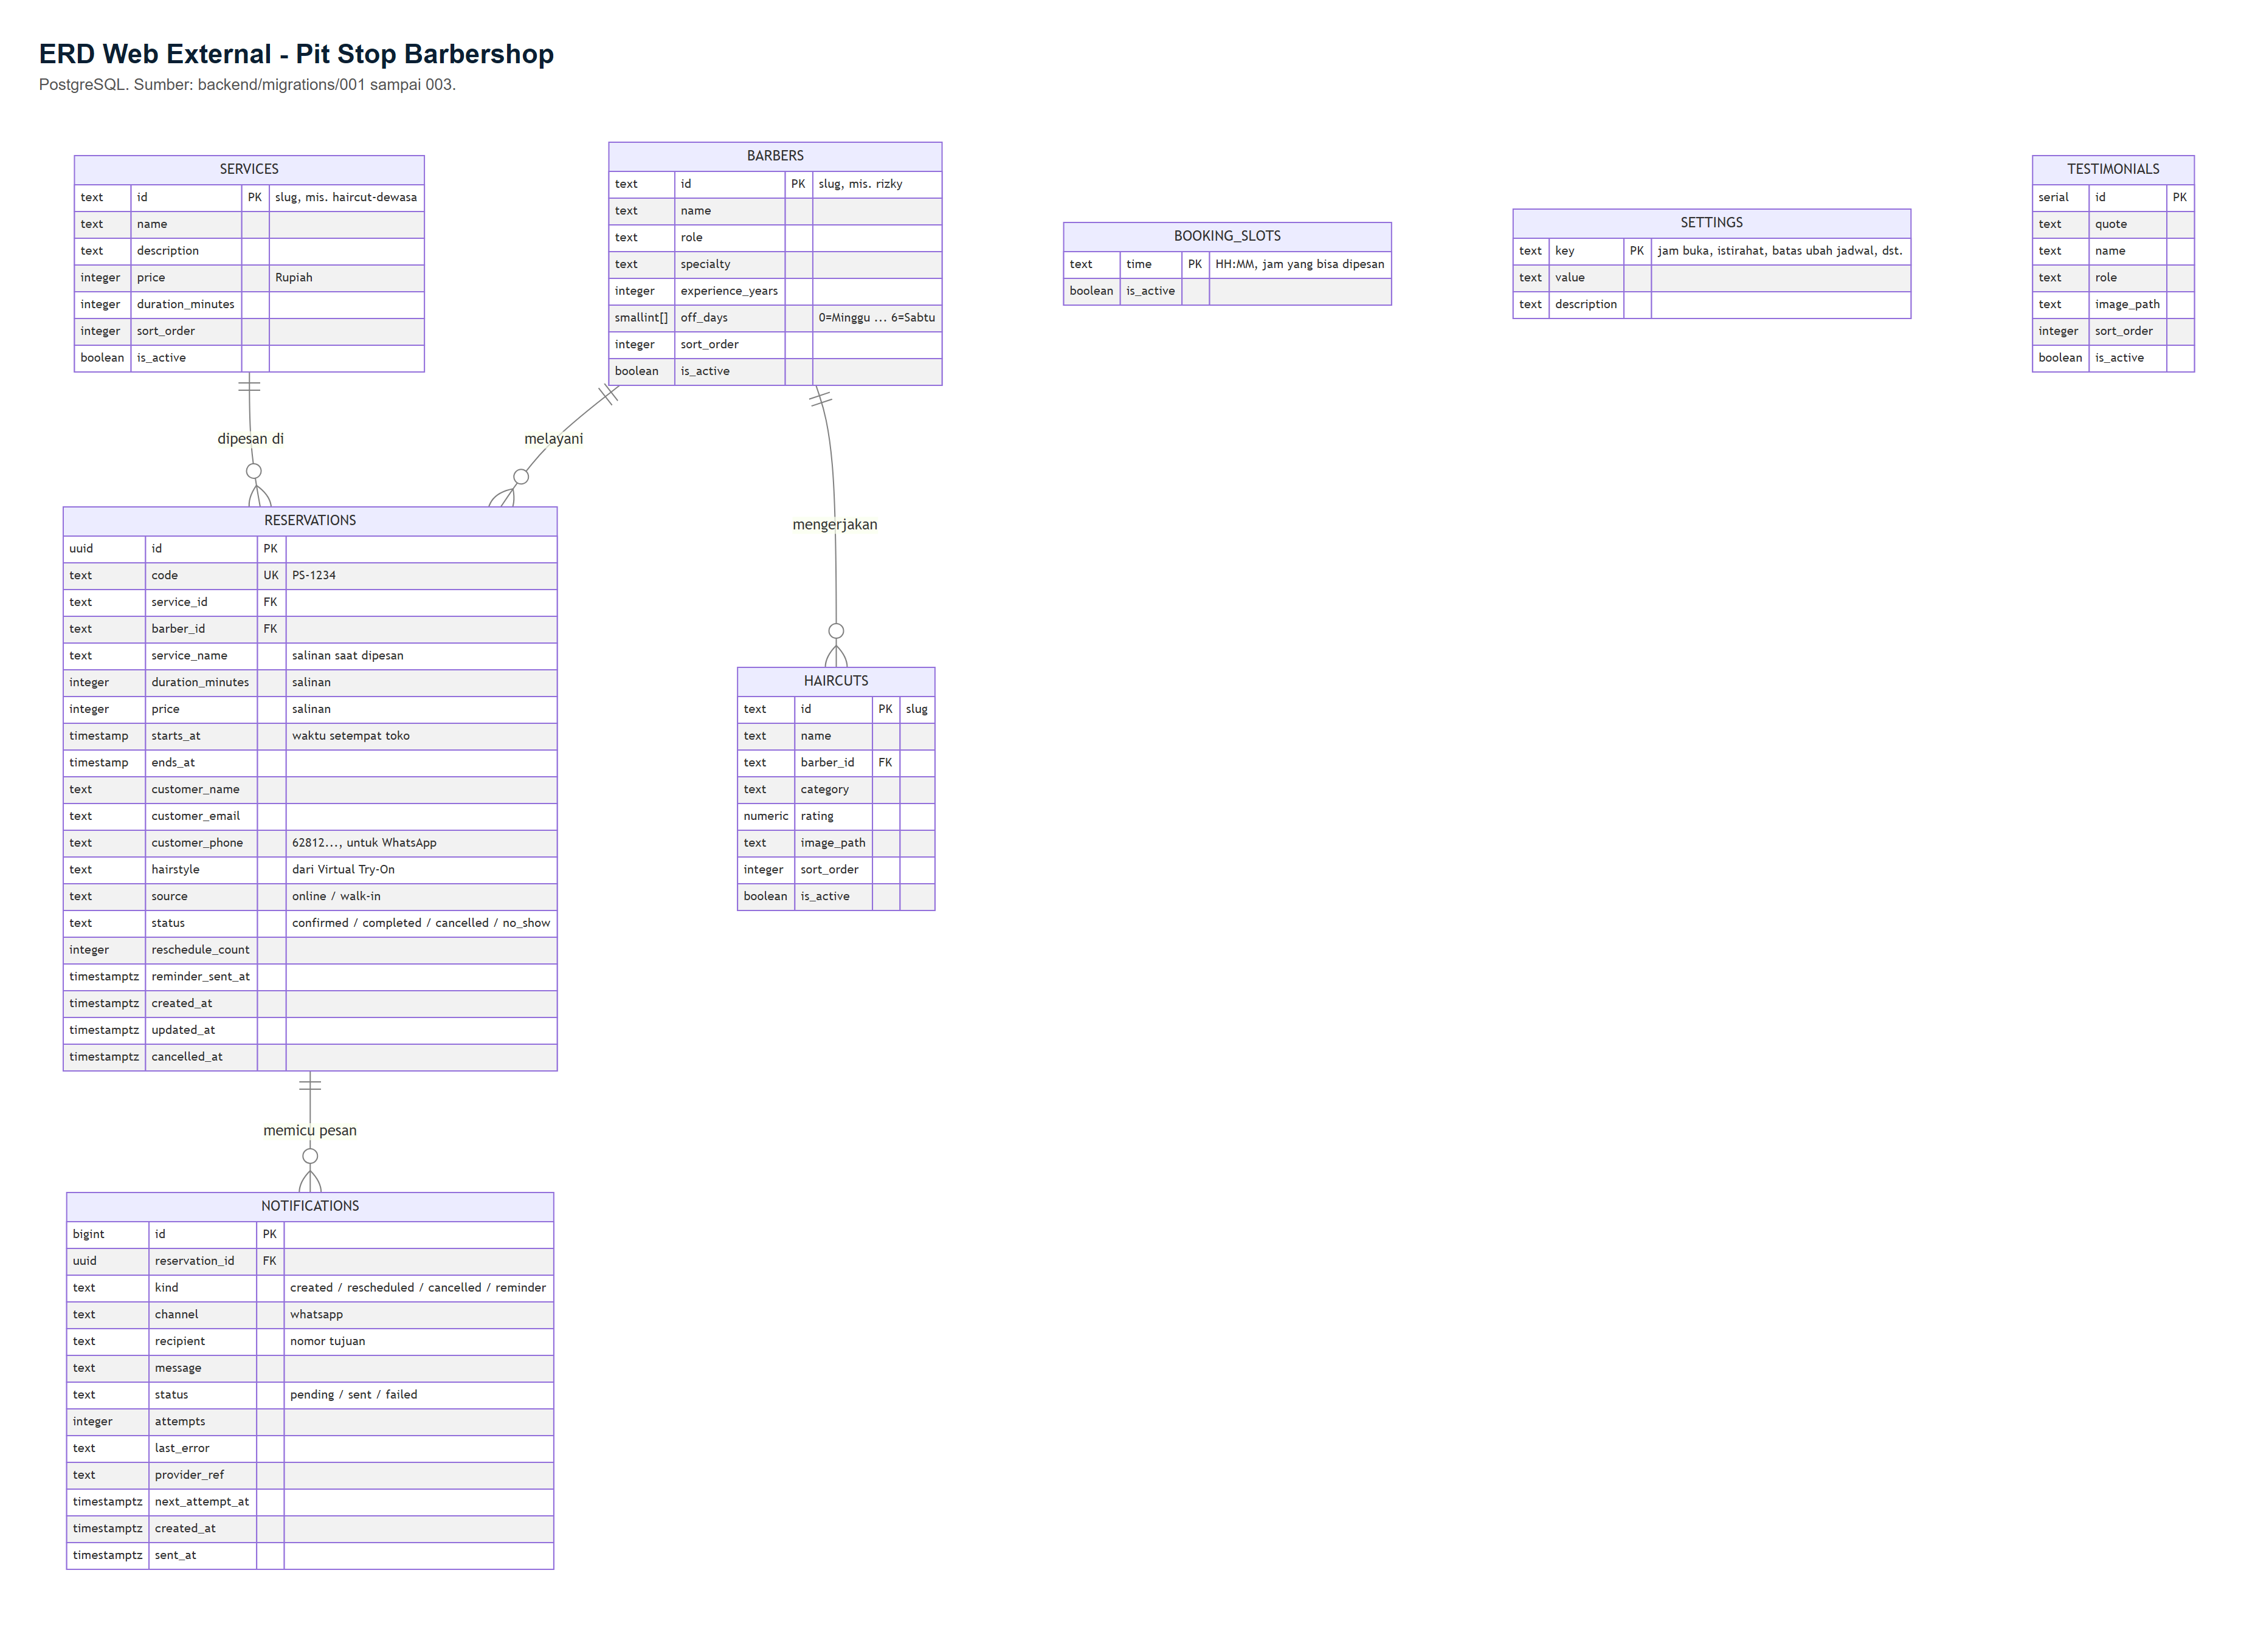 ERD Web External - Pit Stop Barbershop
PostgreSQL. Sumber: backend/migrations/001 sampai 003.
SERVICES
text id PK slug, mis. haircut-dewasa
text name
text description
integer price Rupiah
integer duration_minutes
integer sort_order
boolean is_active
BARBERS
text id PK slug, mis. rizky
text name
text role
text specialty
integer experience_years
smallint[] off_days 0=Minggu ... 6=Sabtu
integer sort_order
boolean is_active
BOOKING_SLOTS
text time PK HH:MM, jam yang bisa dipesan
boolean is_active
SETTINGS
text key PK jam buka, istirahat, batas ubah jadwal, dst.
text value
text description
TESTIMONIALS
serial id PK
text quote
text name
text role
text image_path
integer sort_order
boolean is_active
dipesan di
melayani
mengerjakan
RESERVATIONS
uuid id PK
text code UK PS-1234
text service_id FK
text barber_id FK
text service_name salinan saat dipesan
integer duration_minutes salinan
integer price salinan
timestamp starts_at waktu setempat toko
timestamp ends_at
text customer_name
text customer_email
text customer_phone 62812..., untuk WhatsApp
text hairstyle dari Virtual Try-On
text source online / walk-in
text status confirmed / completed / cancelled / no_show
integer reschedule_count
timestamptz reminder_sent_at
timestamptz created_at
timestamptz updated_at
timestamptz cancelled_at
HAIRCUTS
text id PK slug
text name
text barber_id FK
text category
numeric rating
text image_path
integer sort_order
boolean is_active
memicu pesan
NOTIFICATIONS
bigint id PK
uuid reservation_id FK
text kind created / rescheduled / cancelled / reminder
text channel whatsapp
text recipient nomor tujuan
text message
text status pending / sent / failed
integer attempts
text last_error
text provider_ref
timestamptz next_attempt_at
timestamptz created_at
timestamptz sent_at